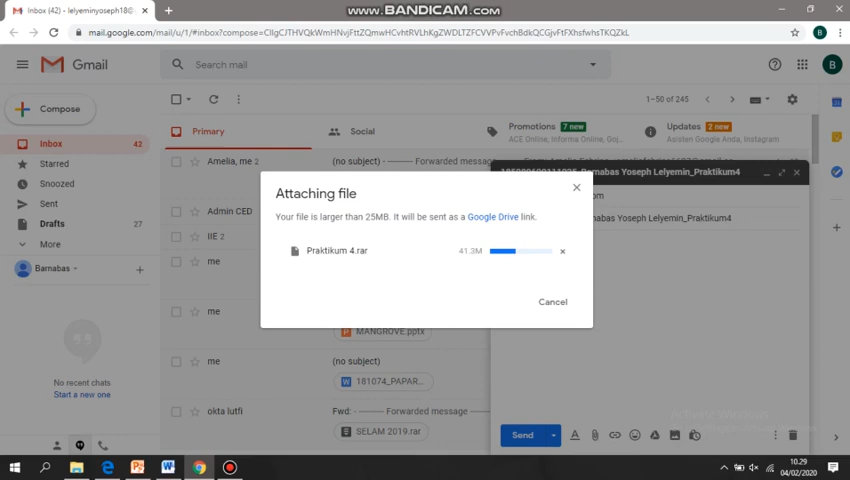 Inbox (42) - lelyeminyoseph18@
www.BANDICAM.com
mail.google.com/mail/u/1/#inbox?compose=
B
Gmail
Search mail
B
Compose
1–50 of 245
Inbox 42
Primary
Social
Promotions 7 new
ACE Online, Informa Online, Goj...
Updates 2 new
Asisten Google Anda, Instagram
Starred
Amelia, me 2 (no subject) - ---------- Forwarded message
Barnabas Yoseph Lelyemin_Praktikum4
Snoozed
Attaching file
om
Sent
Admin CED
Your file is larger than 25MB. It will be sent as a Google Drive link.
nabas Yoseph Lelyemin_Praktikum4
Drafts 27
IIE 2
More
me
Praktikum 4.rar 41.3M
Barnabas
Cancel
me
MANGROVE.pptx
me (no subject)
181074_PAPAR...
No recent chats
Start a new one
okta lutfi Fwd: - ---------- Forwarded message
Activate Windows
SELAM 2019.rar
Send
10.29
04/02/2020